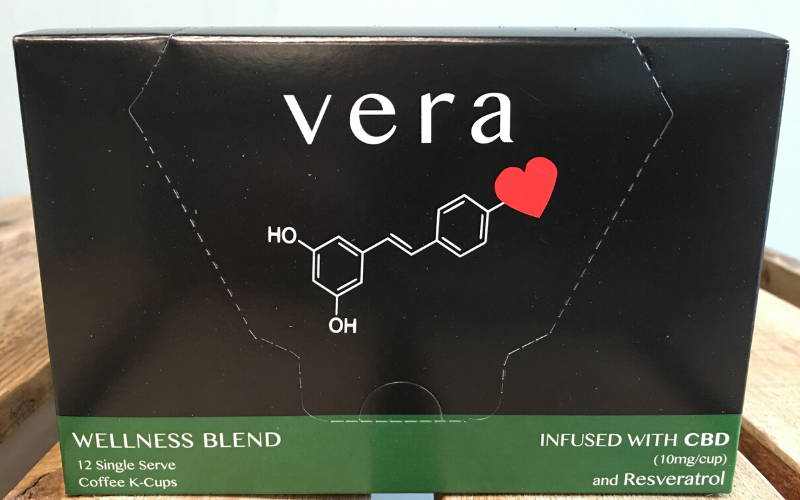 vera
HO
OH
WELLNESS BLEND
12 Single Serve
Coffee K-Cups
INFUSED WITH CBD
(10mg/cup)
and Resveratrol